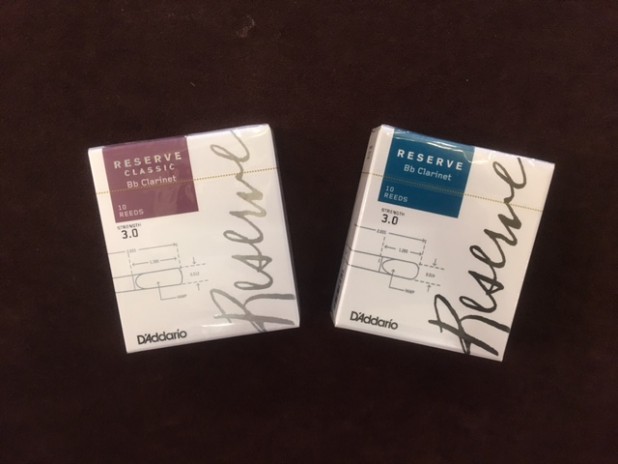 RESERVE
CLASSIC
Bb Clarinet
10
REEDS
STRENGTH
3.0
D'Addario
Reserve
RESERVE
Bb Clarinet
10
REEDS
STRENGTH
3.0
D'Addario
Reserve